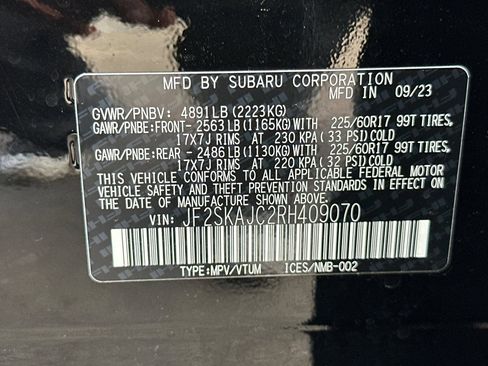 MFD BY SUBARU CORPORATION
MFD. IN 09/23
GVWR/PNBV: 4891LB (2223KG)
GAWR/PNBE:FRONT-2563LB(1165KG)WITH 225/60R17 99T TIRES,
17X7J RIMS AT 230 KPA (33 PSI)COLD
GAWR/PNBE:REAR -2486LB(1130KG)WITH 225/60R17 99T TIRES,
17X7J RIMS AT 220 KPA (32 PSI)COLD
THIS VEHICLE CONFORMS TO ALL APPLICABLE FEDERAL MOTOR
VEHICLE SAFETY AND THEFT PREVENTION STANDARDS IN EFFECT ON
THE DATE OF MANUFACTURE SHOWN ABOVE.
VIN: JF2SKAJC2RH409070
TYPE:MPV/VTUM ICES/NMB-002